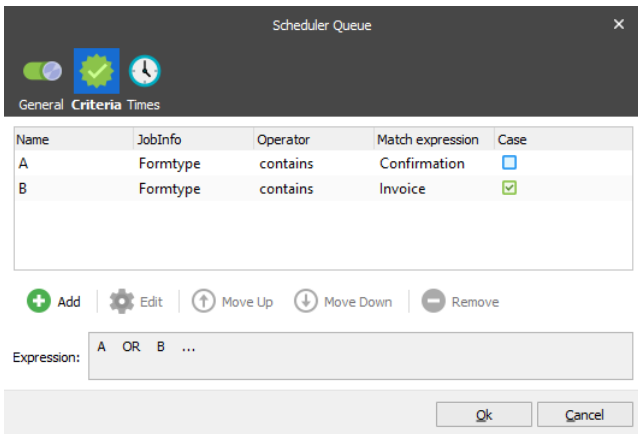 Scheduler Queue
General Criteria Times
Name JobInfo Operator Match expression Case
A Formtype contains Confirmation
B Formtype contains Invoice
Add Edit Move Up Move Down Remove
Expression: A OR B ...
Ok Cancel